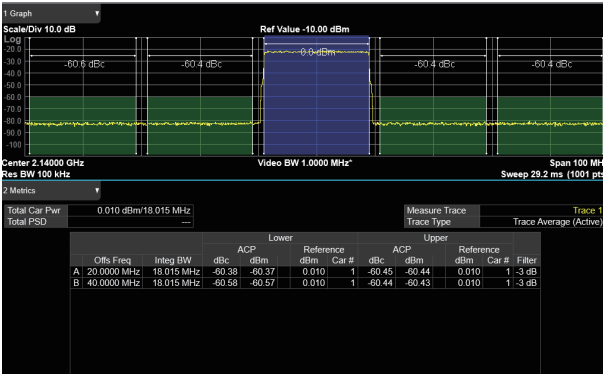 1 Graph
Scale/Div 10.0 dB
Ref Value -10.00 dBm
Log
-20.0
-30.0
-40.0
-50.0
-60.0
-70.0
-80.0
-90.0
-100
-60.6 dBc
-60.4 dBc
0.0 dBm
-60.4 dBc
-60.4 dBc
Center 2.14000 GHz
Video BW 1.0000 MHz*
Span 100 MH
Res BW 100 kHz
Sweep 29.2 ms (1001 pts
2 Metrics
Total Car Pwr 0.010 dBm/18.015 MHz
Total PSD ---
Measure Trace Trace 1
Trace Type Trace Average (Active)
Lower Upper
ACP Reference ACP Reference
Offs Freq Integ BW dBc dBm dBm Car # dBc dBm dBm Car # Filter
A 20.0000 MHz 18.015 MHz -60.38 -60.37 0.010 1 -60.45 -60.44 0.010 1 -3 dB
B 40.0000 MHz 18.015 MHz -60.58 -60.57 0.010 1 -60.44 -60.43 0.010 1 -3 dB